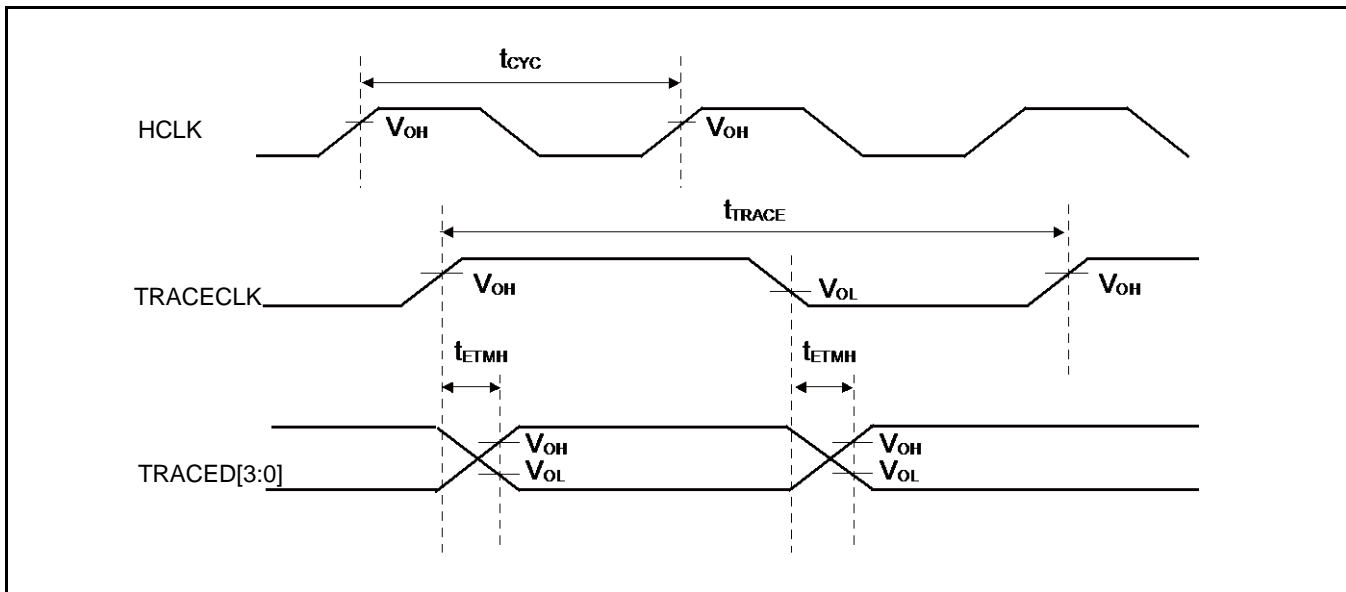 tCYC
HCLK
VOH VOH
tTRACE
TRACECLK
VOH VOL VOH
tETMH tETMH
TRACED[3:0]
VOH VOH
VOL VOL